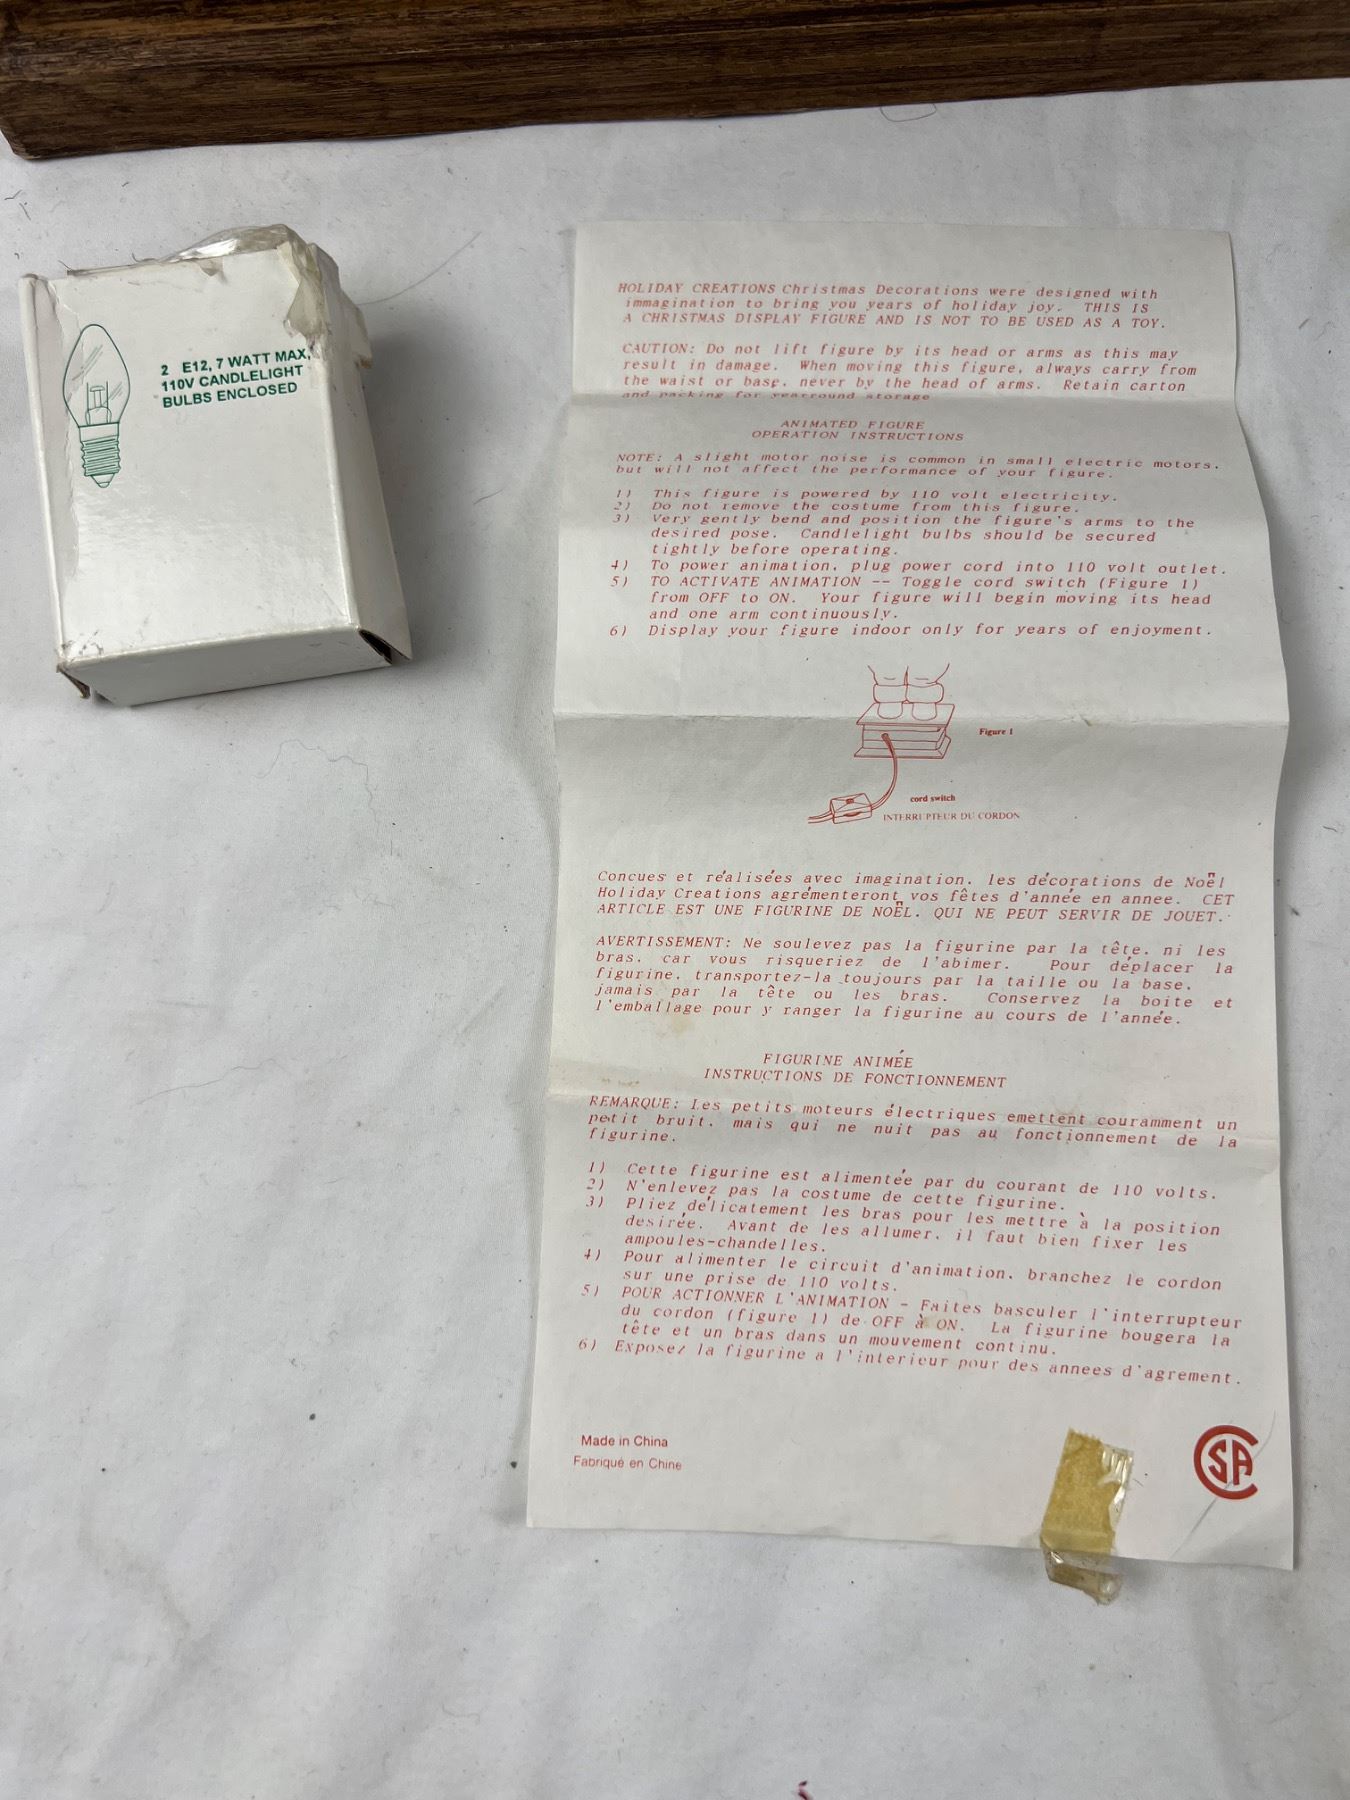 2 E12, 7 WATT MAX,
110V CANDLELIGHT
BULBS ENCLOSED
HOLIDAY CREATIONS Christmas Decorations were designed with
immagination to bring you years of holiday joy. THIS IS
A CHRISTMAS DISPLAY FIGURE AND IS NOT TO BE USED AS A TOY.
CAUTION: Do not lift figure by its head or arms as this may
result in damage. When moving this figure, always carry from
the waist or base, never by the head of arms. Retain carton
and packing for yearround storage
ANIMATED FIGURE
OPERATION INSTRUCTIONS
NOTE: A slight motor noise is common in small electric motors,
but will not affect the performance of your figure.
1) This figure is powered by 110 volt electricity.
2) Do not remove the costume from this figure.
3) Very gently bend and position the figure's arms to the
desired pose. Candlelight bulbs should be secured
tightly before operating.
4) To power animation, plug power cord into 110 volt outlet.
5) TO ACTIVATE ANIMATION -- Toggle cord switch (Figure 1)
from OFF to ON. Your figure will begin moving its head
and one arm continuously.
6) Display your figure indoor only for years of enjoyment.
Figure 1
cord switch
INTERRI PTEUR DU CORDON
Concues et réalisées avec imagination, les décorations de Noël
Holiday Creations agrémenteront vos fêtes d'année en annee. CET
ARTICLE EST UNE FIGURINE DE NOËL, QUI NE PEUT SERVIR DE JOUET.
AVERTISSEMENT: Ne soulevez pas la figurine par la tête, ni les
bras, car vous risqueriez de l'abimer. Pour déplacer la
figurine, transportez-la toujours par la taille ou la base,
jamais par la tête ou les bras. Conservez la boite et
l'emballage pour y ranger la figurine au cours de l'année.
FIGURINE ANIMÉE
INSTRUCTIONS DE FONCTIONNEMENT
REMARQUE: Les petits moteurs électriques emettent couramment un
petit bruit, mais qui ne nuit pas au fonctionnement de la
figurine.
1) Cette figurine est alimentée par du courant de 110 volts.
2) N'enlevez pas la costume de cette figurine.
3) Pliez délicatement les bras pour les mettre à la position
desirée. Avant de les allumer, il faut bien fixer les
ampoules-chandelles.
4) Pour alimenter le circuit d'animation, branchez le cordon
sur une prise de 110 volts.
5) POUR ACTIONNER L'ANIMATION - Faites basculer l'interrupteur
du cordon (figure 1) de OFF à ON. La figurine bougera la
tête et un bras dans un mouvement continu.
6) Exposez la figurine a l'interieur pour des annees d'agrement.
Made in China
Fabriqué en Chine
CSA